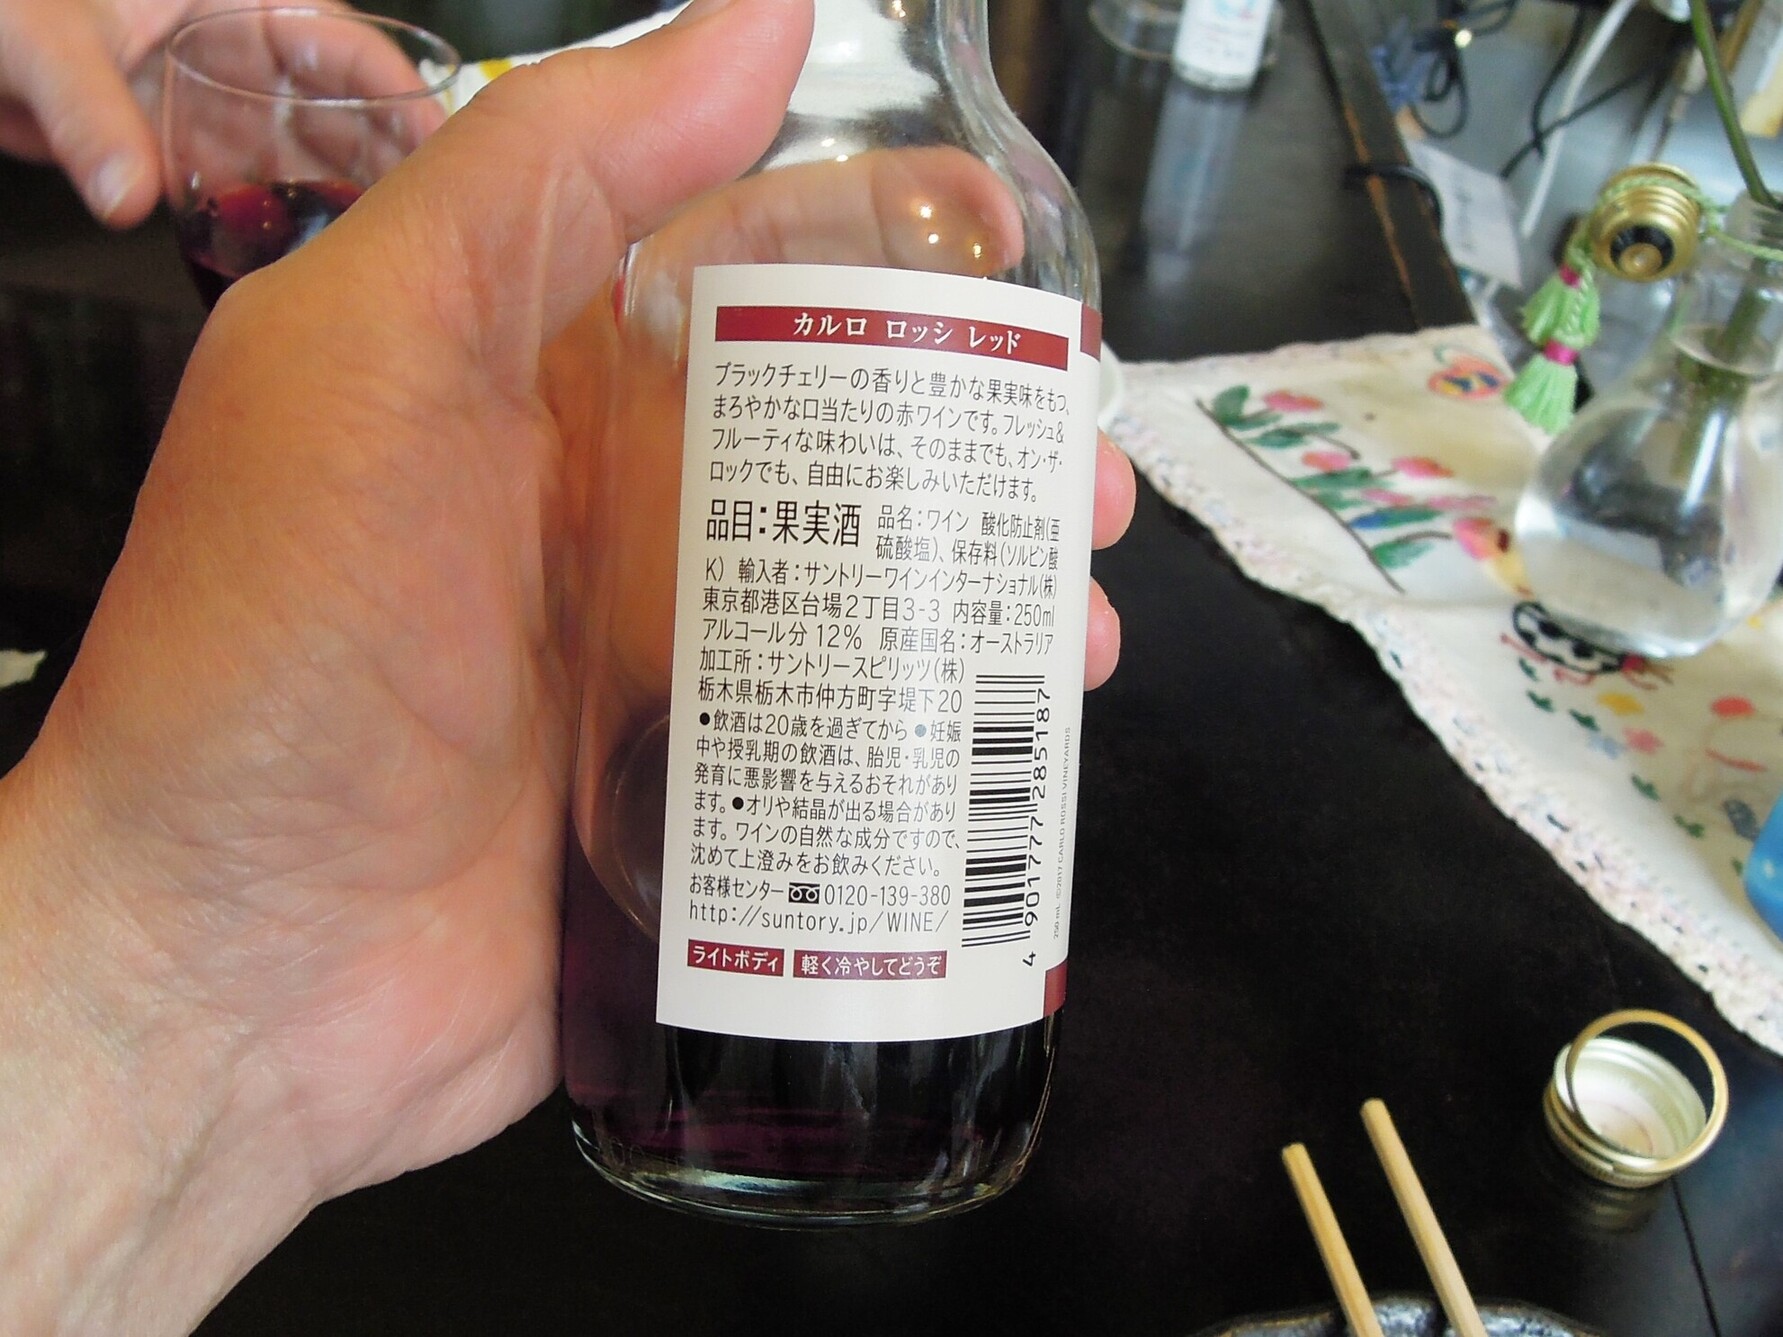 カルロ ロッシ レッド
ブラックチェリーの香りと豊かな果実味をもつ、
まろやかな口当たりの赤ワインです。フレッシュ&
フルーティな味わいは、そのままでも、オン・ザ・
ロックでも、自由にお楽しみいただけます。
品目:果実酒 品名:ワイン 酸化防止剤(亜
硫酸塩)、保存料(ソルビン酸
K) 輸入者:サントリーワインインターナショナル(株)
東京都港区台場2丁目3-3 内容量:250ml
アルコール分 12% 原産国名:オーストラリア
加工所:サントリースピリッツ(株)
栃木県栃木市仲方町字堤下20
●飲酒は20歳を過ぎてから ●妊娠
中や授乳期の飲酒は、胎児・乳児の
発育に悪影響を与えるおそれがあり
ます。●オリや結晶が出る場合があり
ます。ワインの自然な成分ですので、
沈めて上澄みをお飲みください。
お客様センター 0120-139-380
http://suntory.jp/WINE/
ライトボディ 軽く冷やしてどうぞ
4 901777 285187
250 mL ©2017 CARLO ROSSI VINEYARDS